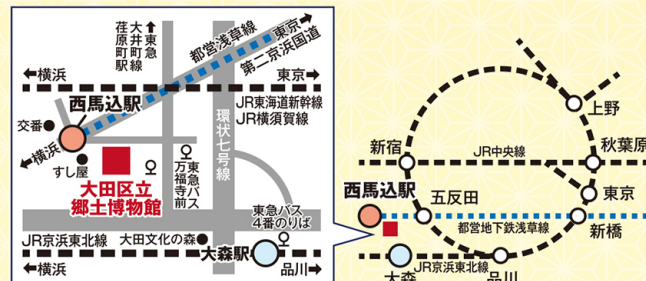 ↑東急
大井町線
荏原町駅
都営浅草線
東京→
第二京浜国道
←横浜
東京→
西馬込駅
JR東海道新幹線
JR横須賀線
交番
←横浜
すし屋
環状七号線
大田区立
郷土博物館
東急バス
万福寺前
東急バス
4番のりば
JR京浜東北線
大田文化の森
大森駅
←横浜
品川→
上野
新宿
JR中央線
秋葉原
西馬込駅
五反田
東京
都営地下鉄浅草線
新橋
大森
JR京浜東北線
品川